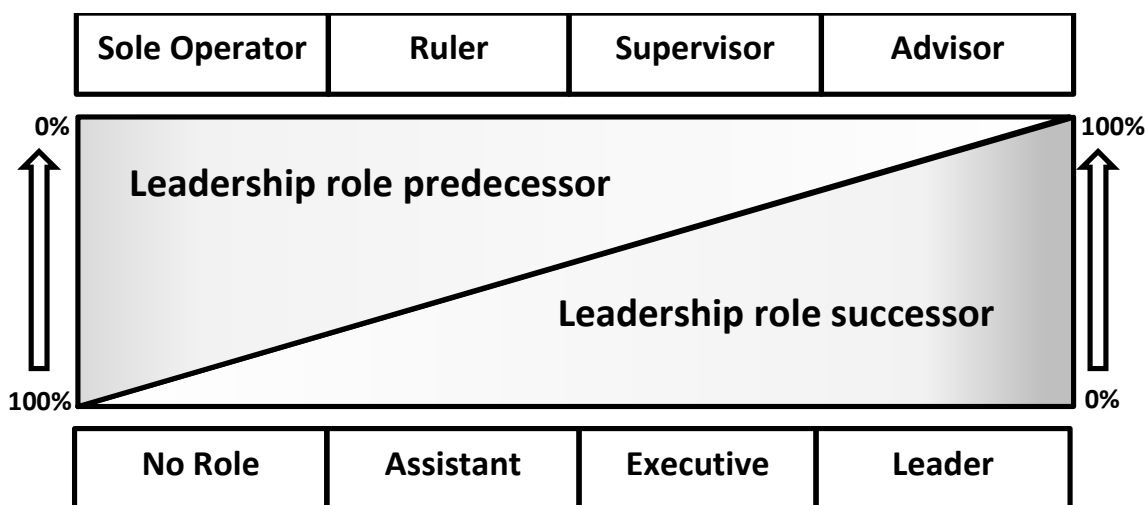 Sole Operator
Ruler
Supervisor
Advisor
0%
100%
Leadership role predecessor
Leadership role successor
100%
0%
No Role
Assistant
Executive
Leader